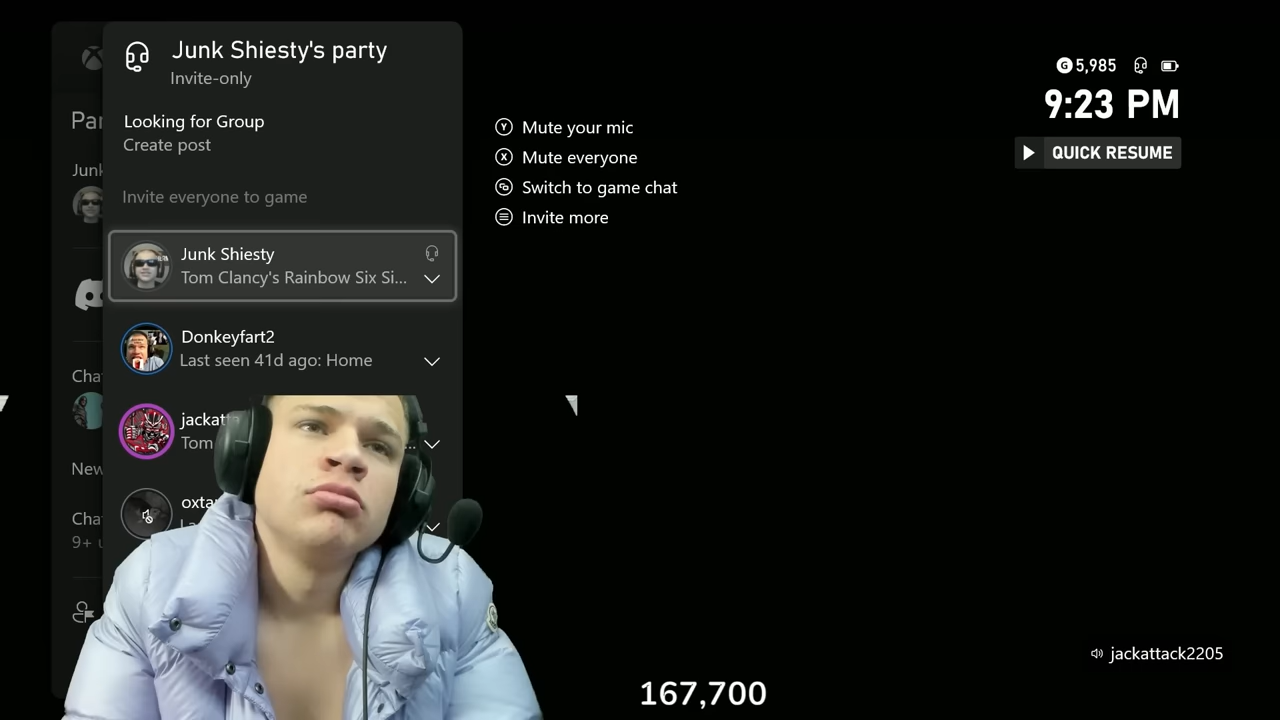 Junk Shiesty's party
Invite-only
Looking for Group
Create post
Invite everyone to game
Junk Shiesty
Tom Clancy's Rainbow Six Si...
Donkeyfart2
Last seen 41d ago: Home
Tom
...
9+
Mute your mic
Mute everyone
Switch to game chat
Invite more
G 5,985
9:23 PM
QUICK RESUME
jackattack2205
167,700